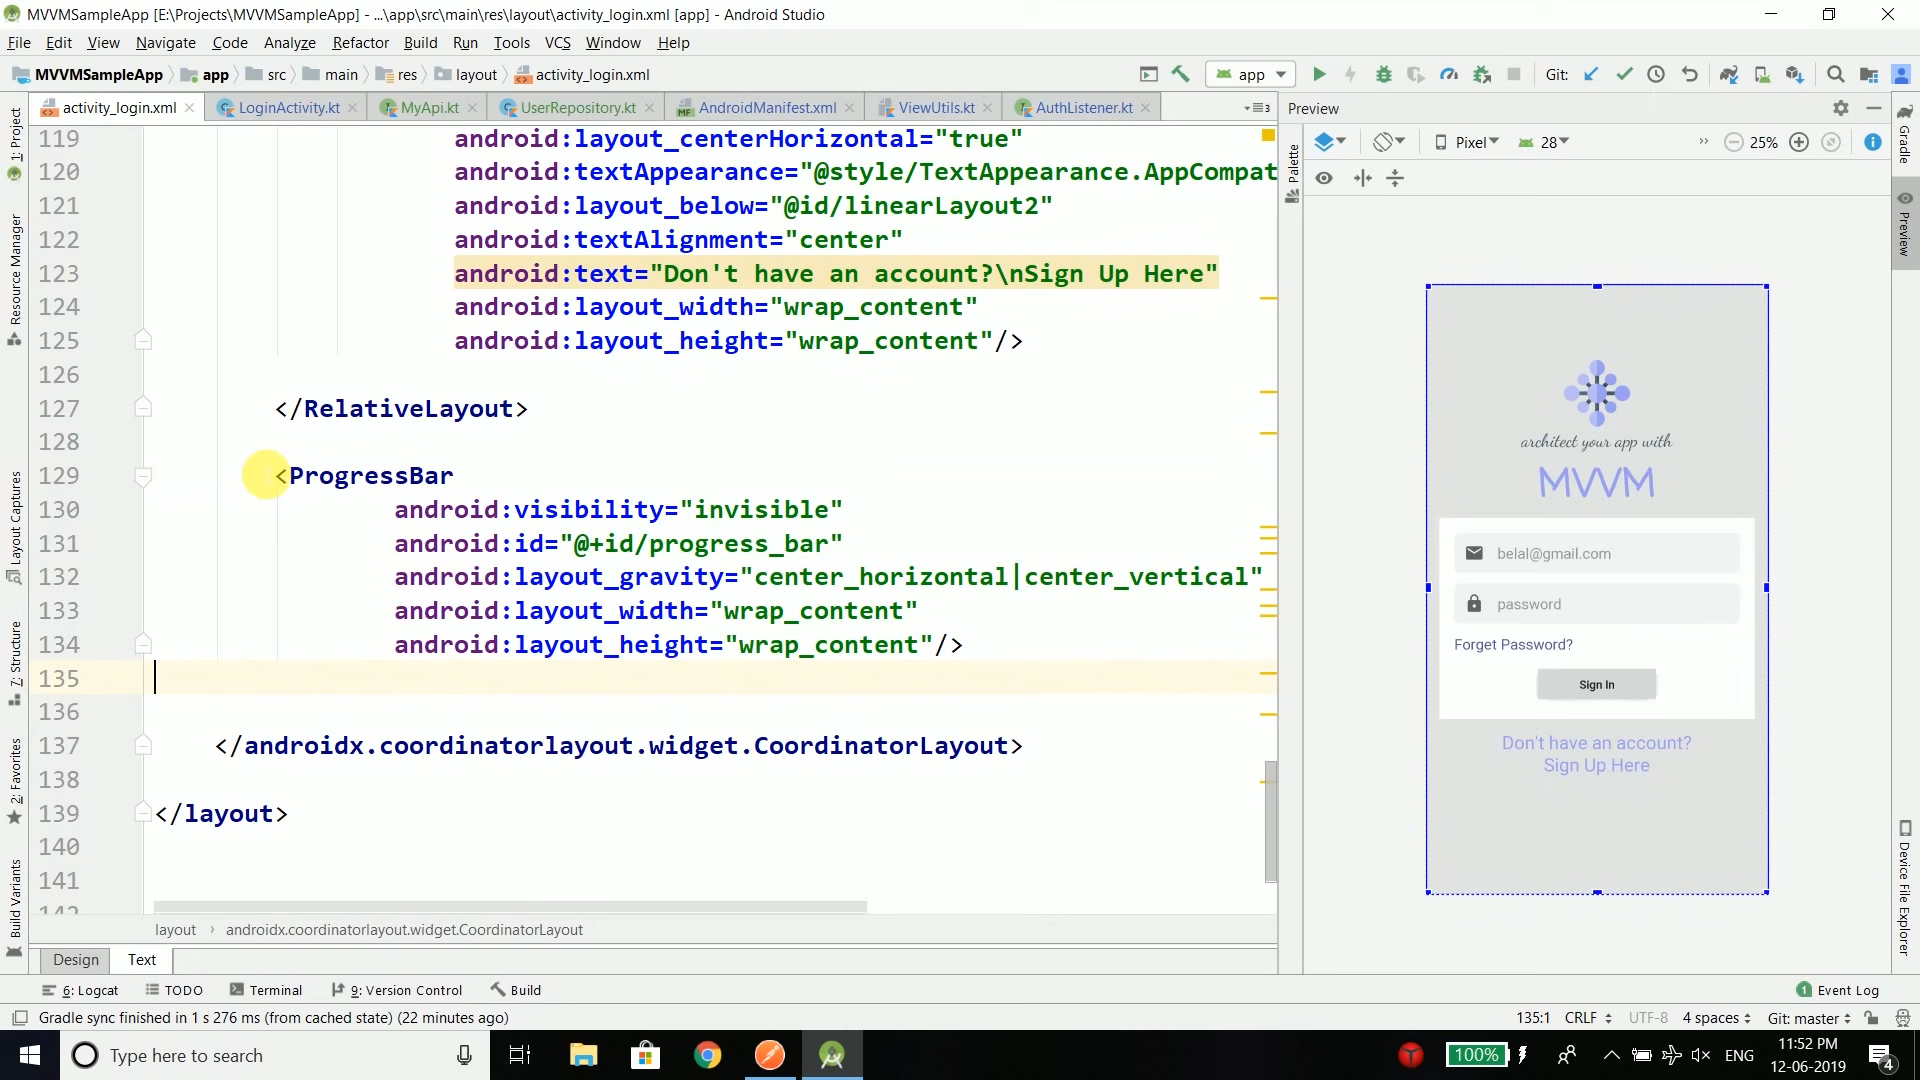 MVVMSampleApp [E:\Projects\MVVMSampleApp] - ...\app\src\main\res\layout\activity_login.xml [app] - Android Studio
File Edit View Navigate Code Analyze Refactor Build Run Tools VCS Window Help
MVVMSampleApp app src main res layout activity_login.xml app Git:
activity_login.xml LoginActivity.kt MyApi.kt UserRepository.kt AndroidManifest.xml ViewUtils.kt AuthListener.kt 3 Preview
Pixel 28 25%
1: Project
Resource Manager
Layout Captures
7: Structure
2: Favorites
Build Variants
119 android:layout_centerHorizontal="true"
120 android:textAppearance="@style/TextAppearance.AppCompat
121 android:layout_below="@id/linearLayout2"
122 android:textAlignment="center"
123 android:text="Don't have an account?\nSign Up Here"
124 android:layout_width="wrap_content"
125 android:layout_height="wrap_content"/>
126
127 </RelativeLayout>
128
129 <ProgressBar
130 android:visibility="invisible"
131 android:id="@+id/progress_bar"
132 android:layout_gravity="center_horizontal|center_vertical"
133 android:layout_width="wrap_content"
134 android:layout_height="wrap_content"/>
135
136
137 </androidx.coordinatorlayout.widget.CoordinatorLayout>
138
139 </layout>
140
141
142
layout androidx.coordinatorlayout.widget.CoordinatorLayout
Design Text
Palette
architect your app with
MVVM
belal@gmail.com
password
Forget Password?
Sign In
Don't have an account?
Sign Up Here
Gradle
Preview
Device File Explorer
6: Logcat TODO Terminal 9: Version Control Build 1 Event Log
Gradle sync finished in 1 s 276 ms (from cached state) (22 minutes ago) 135:1 CRLF UTF-8 4 spaces Git: master
Type here to search 100% ENG 11:52 PM
12-06-2019 4